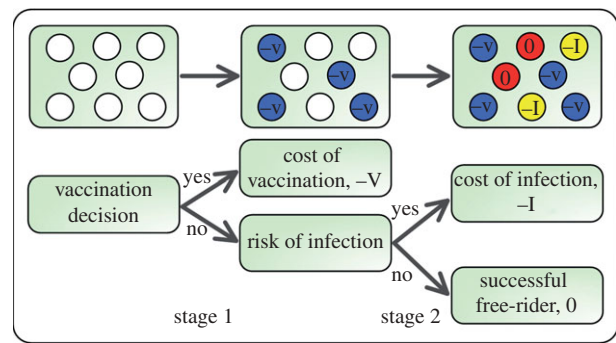 –v
–v
–v –v
–v 0 –I
0 –v
–v –I –v
vaccination
decision
yes
no
cost of
vaccination, –V
risk of infection
yes
no
cost of infection,
–I
successful
free-rider, 0
stage 1
stage 2